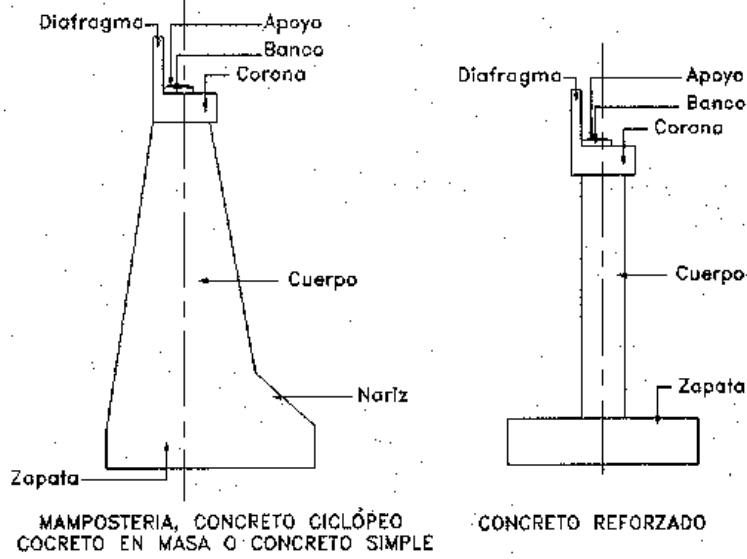 Diafragma
Apoyo
Banco
Corona
Cuerpo
Nariz
Zapata
MAMPOSTERIA, CONCRETO CICLÓPEO
COCRETO EN MASA O CONCRETO SIMPLE
Diafragma
Apoyo
Banco
Corona
Cuerpo
Zapata
CONCRETO REFORZADO